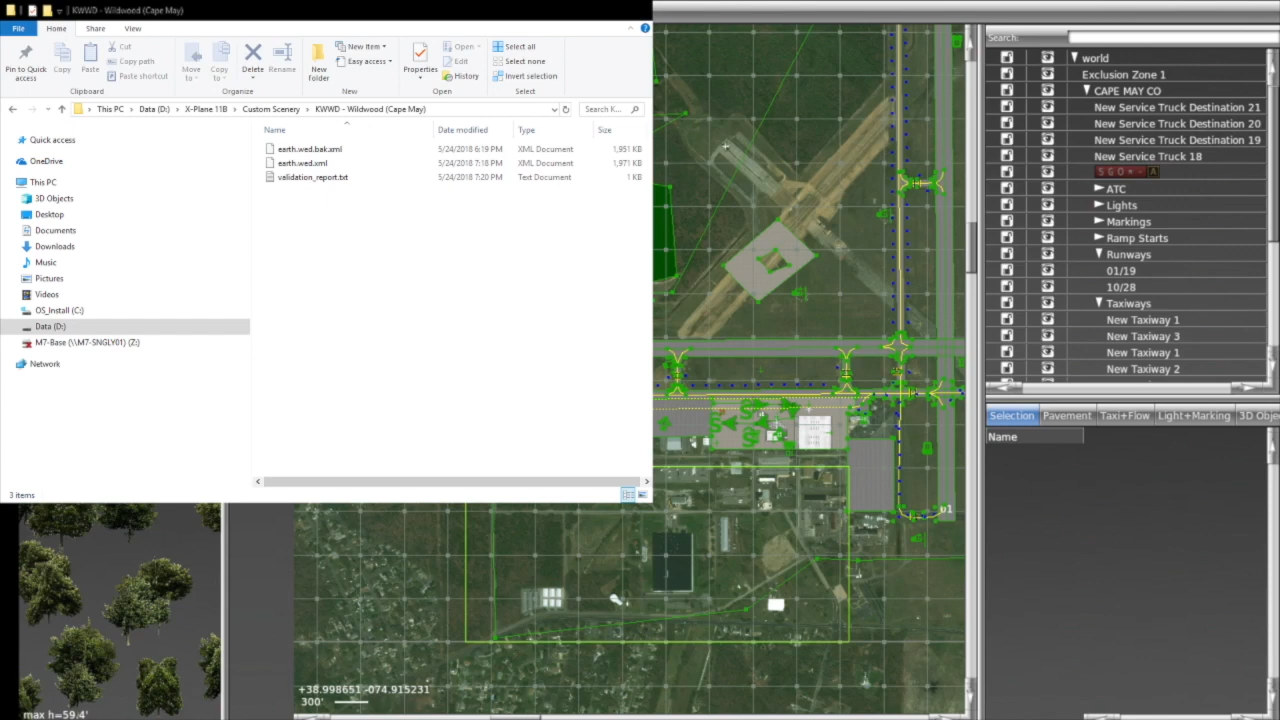 KWWD - Wildwood (Cape May)
File Home Share View
Pin to Quick access
Copy
Paste
Cut
Copy path
Paste shortcut
Clipboard
Move to
Copy to
Delete
Rename
Organize
New folder
New item
Easy access
New
Properties
Open
Edit
History
Open
Select all
Select none
Invert selection
Select
This PC > Data (D:) > X-Plane 11B > Custom Scenery > KWWD - Wildwood (Cape May)
Search K...
Quick access
OneDrive
This PC
3D Objects
Desktop
Documents
Downloads
Music
Pictures
Videos
OS_Install (C:)
Data (D:)
M7-Base (\\M7-SNGLY01) (Z:)
Network
Name Date modified Type Size
earth.wed.bak.xml 5/24/2018 6:19 PM XML Document 1,951 KB
earth.wed.xml 5/24/2018 7:18 PM XML Document 1,971 KB
validation_report.txt 5/24/2018 7:20 PM Text Document 1 KB
3 items
max h=59.4'
+38.998651 -074.915231
300'
Search:
world
Exclusion Zone 1
CAPE MAY CO
New Service Truck Destination 21
New Service Truck Destination 20
New Service Truck Destination 19
New Service Truck 18
ATC
Lights
Markings
Ramp Starts
Runways
01/19
10/28
Taxiways
New Taxiway 1
New Taxiway 3
New Taxiway 1
New Taxiway 2
Selection Pavement Taxi+Flow Light+Marking 3D Obje
Name